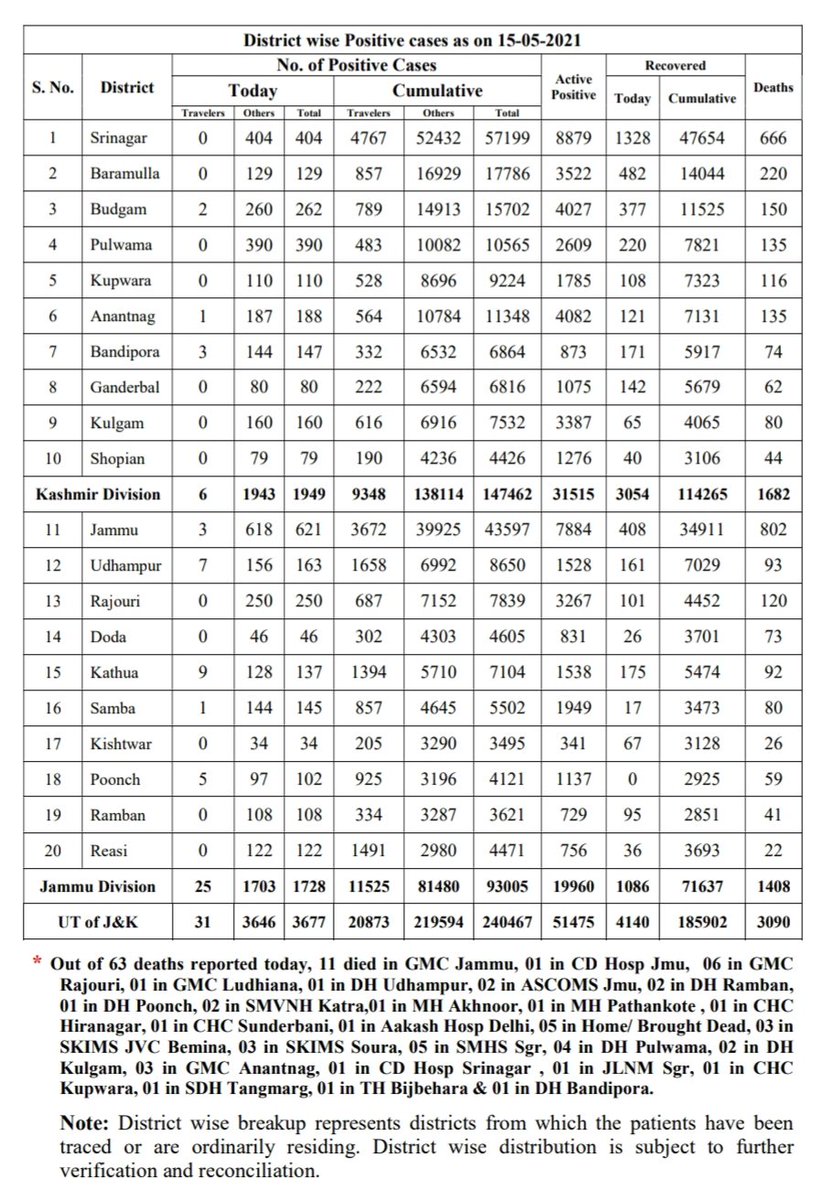 District wise Positive cases as on 15-05-2021
S. No. District No. of Positive Cases Active Positive Recovered Deaths
Today Cumulative Today Cumulative
Travelers Others Total Travelers Others Total
1 Srinagar 0 404 404 4767 52432 57199 8879 1328 47654 666
2 Baramulla 0 129 129 857 16929 17786 3522 482 14044 220
3 Budgam 2 260 262 789 14913 15702 4027 377 11525 150
4 Pulwama 0 390 390 483 10082 10565 2609 220 7821 135
5 Kupwara 0 110 110 528 8696 9224 1785 108 7323 116
6 Anantnag 1 187 188 564 10784 11348 4082 121 7131 135
7 Bandipora 3 144 147 332 6532 6864 873 171 5917 74
8 Ganderbal 0 80 80 222 6594 6816 1075 142 5679 62
9 Kulgam 0 160 160 616 6916 7532 3387 65 4065 80
10 Shopian 0 79 79 190 4236 4426 1276 40 3106 44
Kashmir Division 6 1943 1949 9348 138114 147462 31515 3054 114265 1682
11 Jammu 3 618 621 3672 39925 43597 7884 408 34911 802
12 Udhampur 7 156 163 1658 6992 8650 1528 161 7029 93
13 Rajouri 0 250 250 687 7152 7839 3267 101 4452 120
14 Doda 0 46 46 302 4303 4605 831 26 3701 73
15 Kathua 9 128 137 1394 5710 7104 1538 175 5474 92
16 Samba 1 144 145 857 4645 5502 1949 17 3473 80
17 Kishtwar 0 34 34 205 3290 3495 341 67 3128 26
18 Poonch 5 97 102 925 3196 4121 1137 0 2925 59
19 Ramban 0 108 108 334 3287 3621 729 95 2851 41
20 Reasi 0 122 122 1491 2980 4471 756 36 3693 22
Jammu Division 25 1703 1728 11525 81480 93005 19960 1086 71637 1408
UT of J&K 31 3646 3677 20873 219594 240467 51475 4140 185902 3090
* Out of 63 deaths reported today, 11 died in GMC Jammu, 01 in CD Hosp Jmu, 06 in GMC
Rajouri, 01 in GMC Ludhiana, 01 in DH Udhampur, 02 in ASCOMS Jmu, 02 in DH Ramban,
01 in DH Poonch, 02 in SMVNH Katra,01 in MH Akhnoor, 01 in MH Pathankote , 01 in CHC
Hiranagar, 01 in CHC Sunderbani, 01 in Aakash Hosp Delhi, 05 in Home/ Brought Dead, 03 in
SKIMS JVC Bemina, 03 in SKIMS Soura, 05 in SMHS Sgr, 04 in DH Pulwama, 02 in DH
Kulgam, 03 in GMC Anantnag, 01 in CD Hosp Srinagar , 01 in JLNM Sgr, 01 in CHC
Kupwara, 01 in SDH Tangmarg, 01 in TH Bijbehara & 01 in DH Bandipora.
Note: District wise breakup represents districts from which the patients have been
traced or are ordinarily residing. District wise distribution is subject to further
verification and reconciliation.